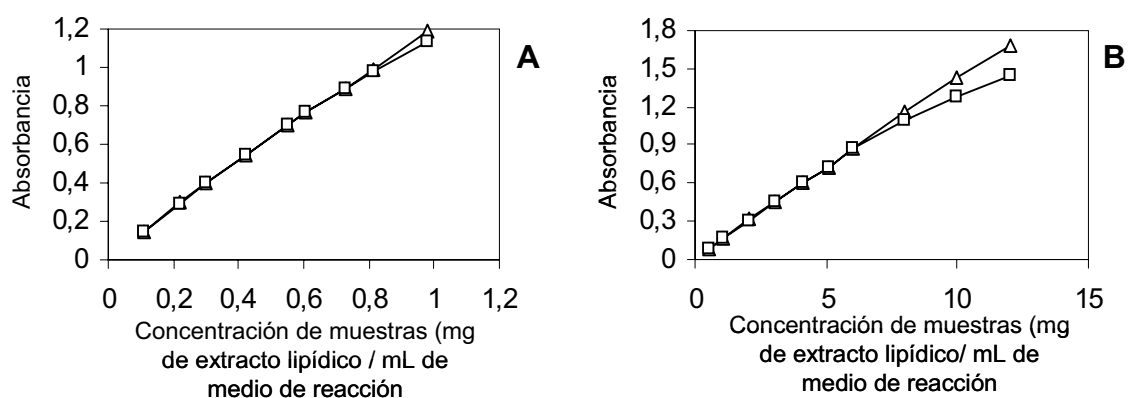 1,2
1
0,8
0,6
0,4
0,2
0
Absorbancia
A
0
0,2
0,4
0,6
0,8
1
1,2
Concentración de muestras (mg
de extracto lipídico / mL de
medio de reacción
1,8
1,5
1,2
0,9
0,6
0,3
0
Absorbancia
B
0
5
10
15
Concentración de muestras (mg
de extracto lipídico/ mL de
medio de reacción